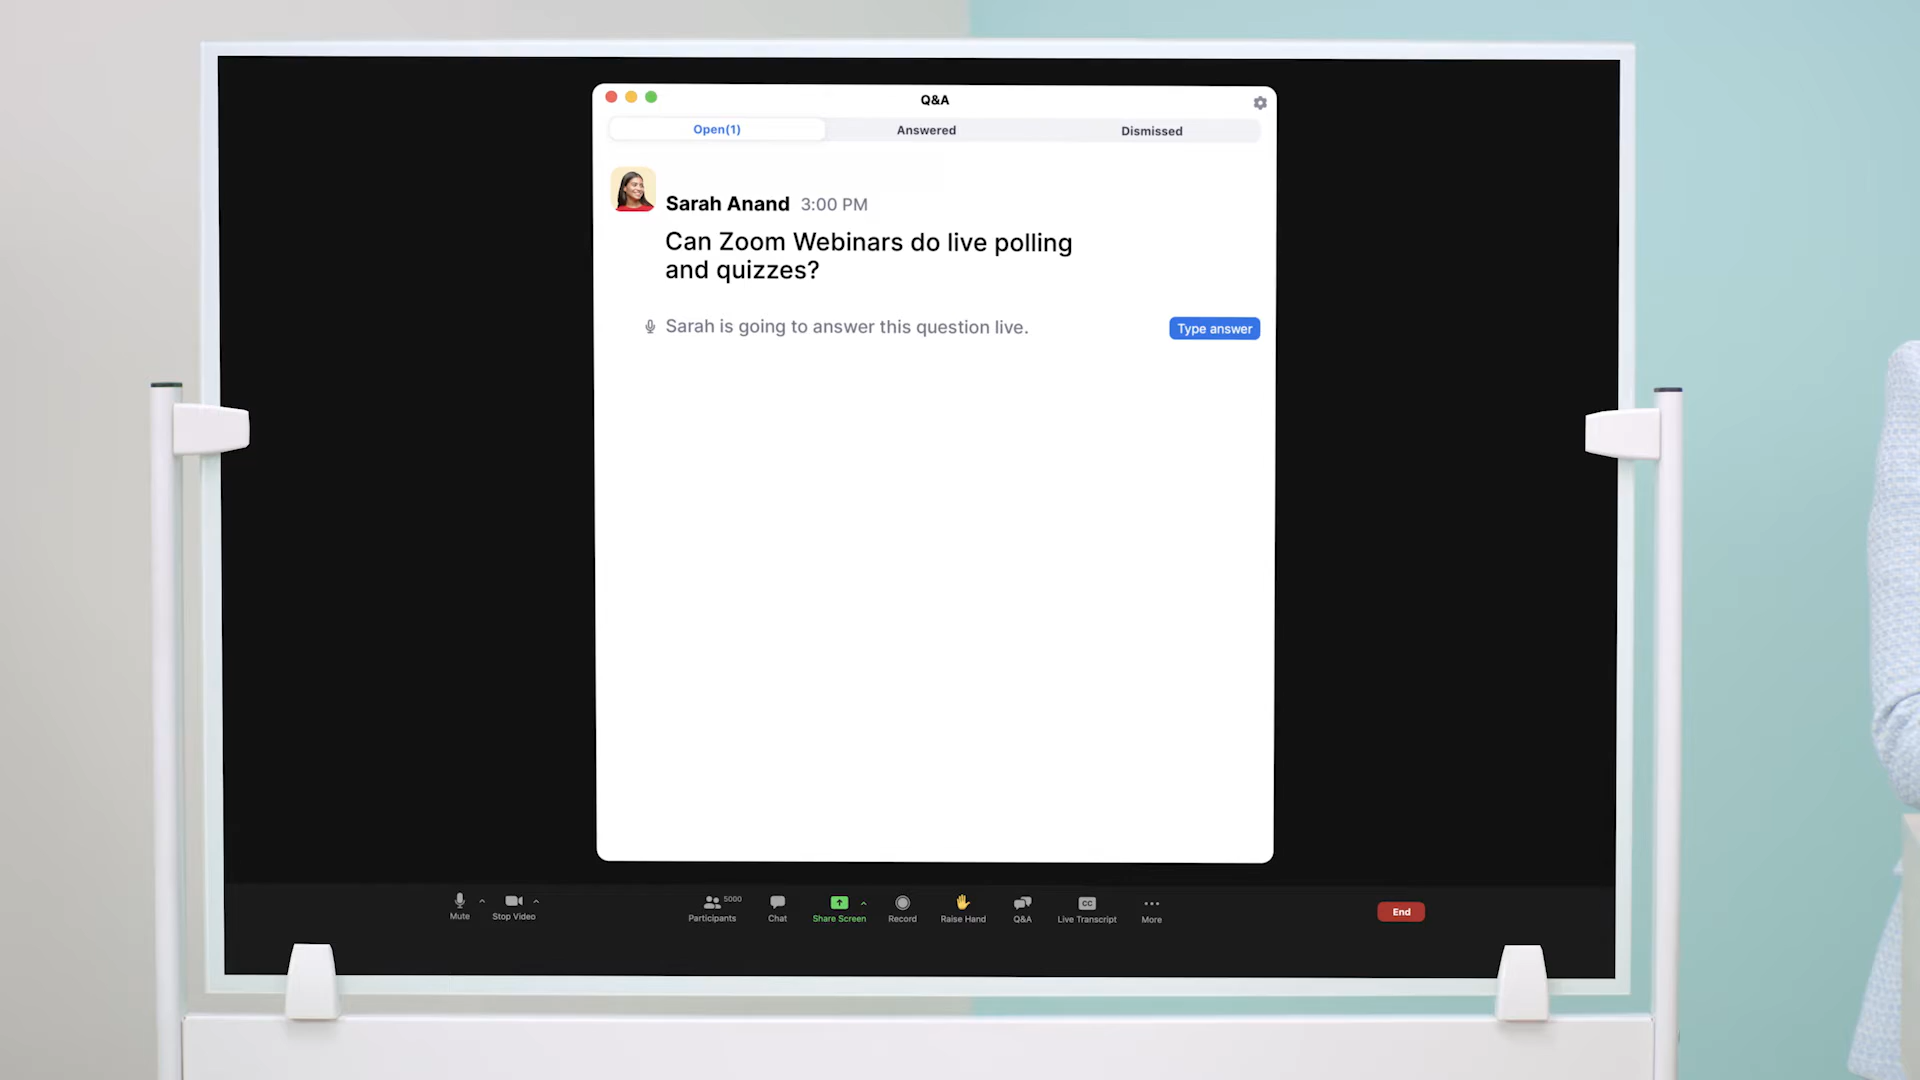 Q&A
Open(1)
Answered
Dismissed
Sarah Anand 3:00 PM
Can Zoom Webinars do live polling
and quizzes?
Sarah is going to answer this question live.
Type answer
Mute
Stop Video
5000
Participants
Chat
Share Screen
Record
Raise Hand
Q&A
CC
Live Transcript
More
End